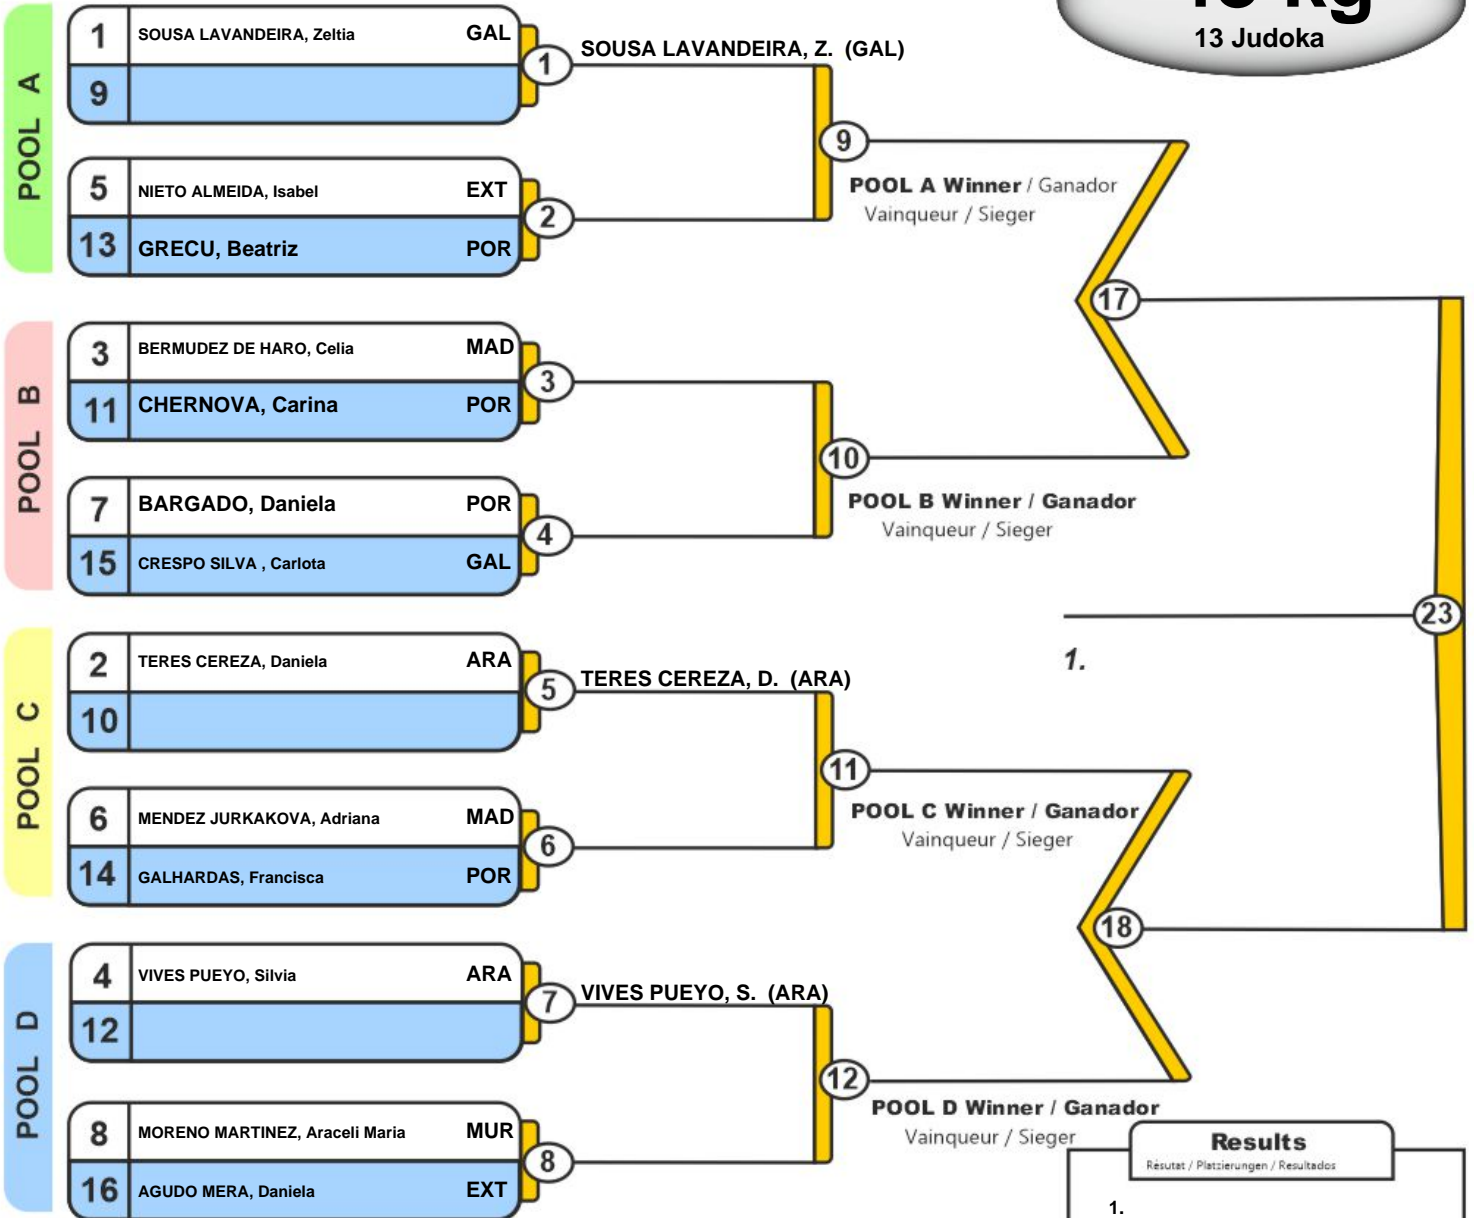 kg
13 Judoka
POOL A
1 SOUSA LAVANDEIRA, Zeltia GAL
9
1
SOUSA LAVANDEIRA, Z. (GAL)
5 NIETO ALMEIDA, Isabel EXT
13 GRECU, Beatriz POR
2
9
POOL A Winner / Ganador
Vainqueur / Sieger
17
POOL B
3 BERMUDEZ DE HARO, Celia MAD
11 CHERNOVA, Carina POR
3
7 BARGADO, Daniela POR
15 CRESPO SILVA , Carlota GAL
4
10
POOL B Winner / Ganador
Vainqueur / Sieger
23
1.
POOL C
2 TERES CEREZA, Daniela ARA
10
5
TERES CEREZA, D. (ARA)
6 MENDEZ JURKAKOVA, Adriana MAD
14 GALHARDAS, Francisca POR
6
11
POOL C Winner / Ganador
Vainqueur / Sieger
18
POOL D
4 VIVES PUEYO, Silvia ARA
12
7
VIVES PUEYO, S. (ARA)
8 MORENO MARTINEZ, Araceli Maria MUR
16 AGUDO MERA, Daniela EXT
8
12
POOL D Winner / Ganador
Vainqueur / Sieger
Results
Résutat / Platzierungen / Resultados
1.